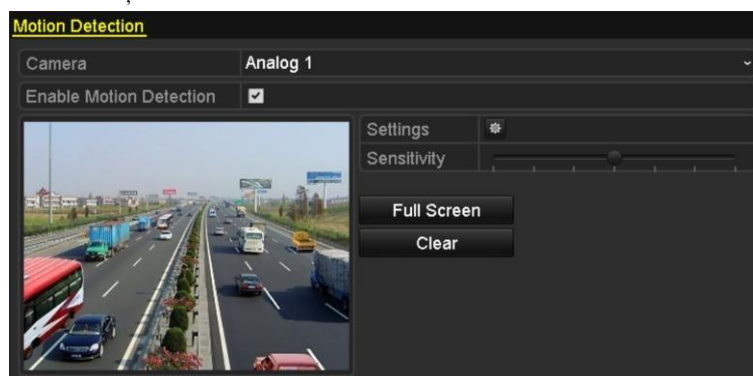 Motion Detection
Camera Analog 1
Enable Motion Detection
Settings
Sensitivity
Full Screen
Clear